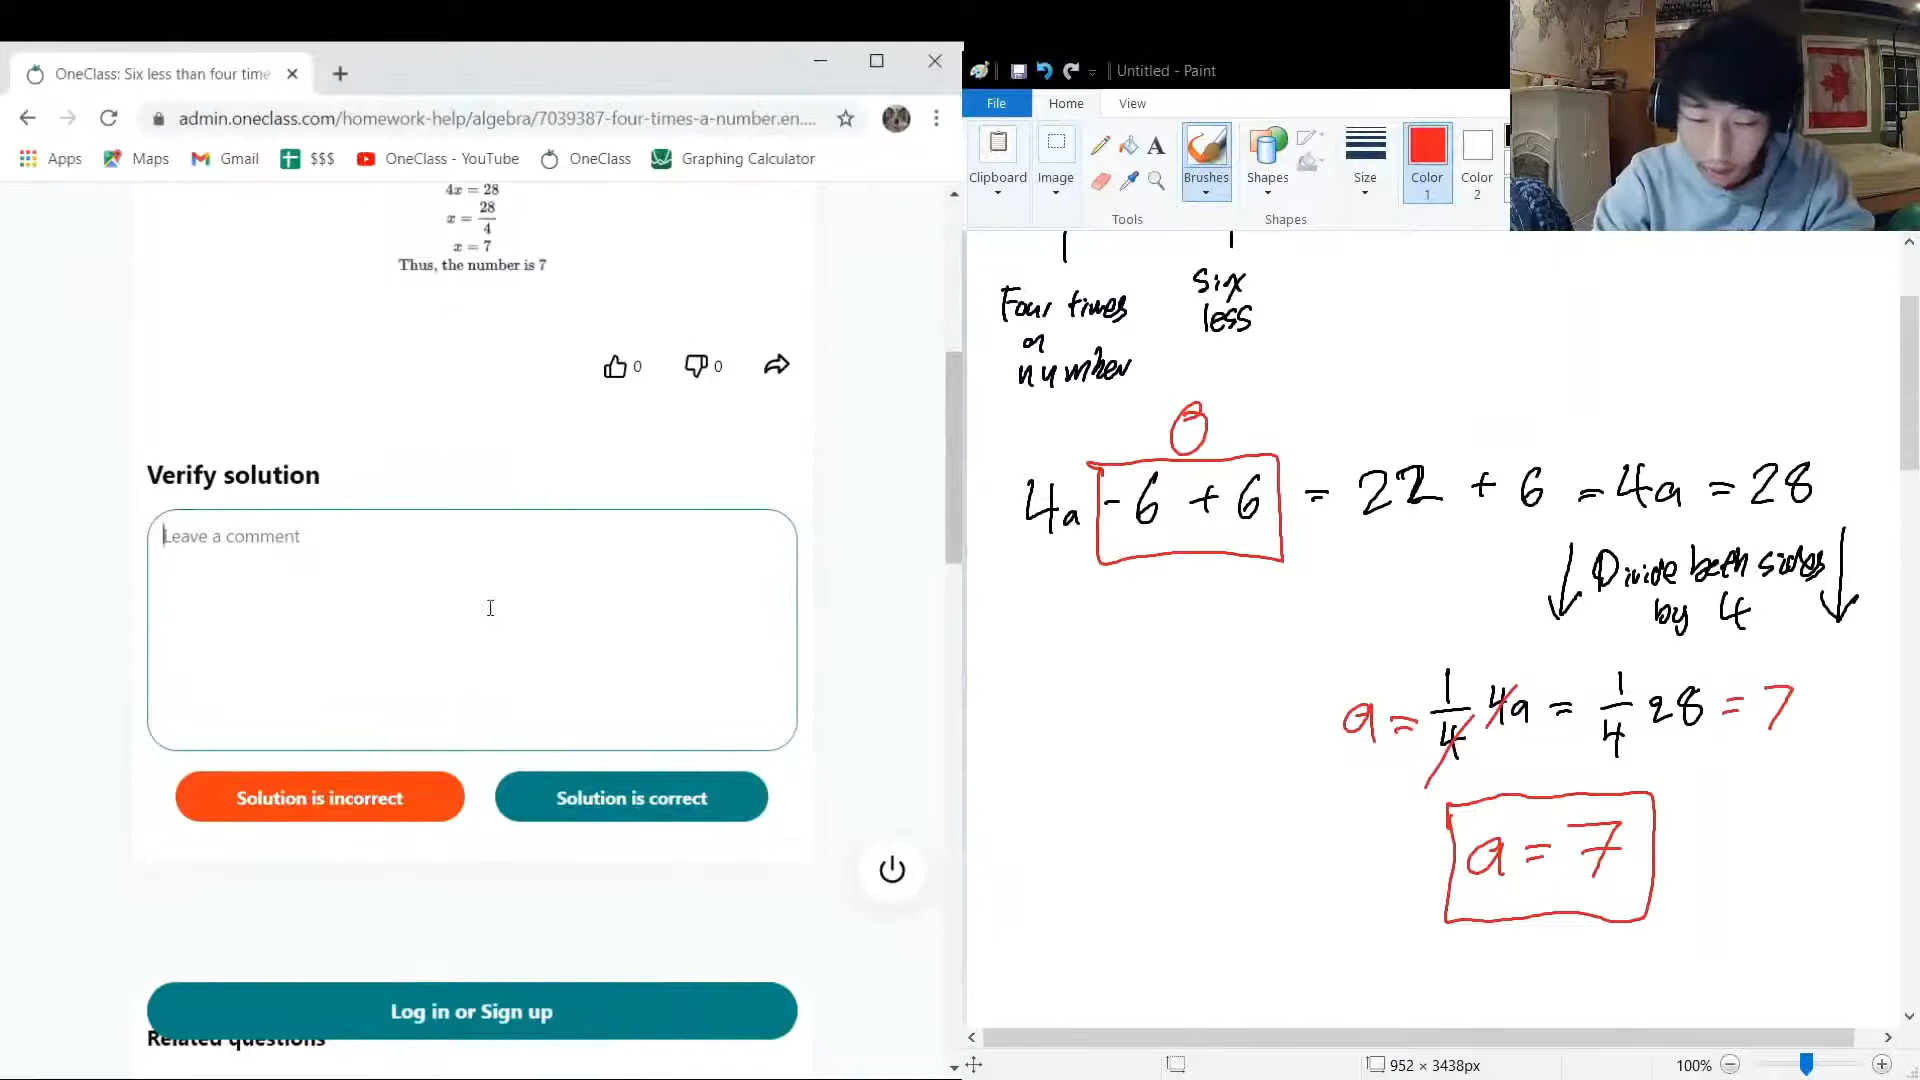 OneClass: Six less than four time
admin.oneclass.com/homework-help/algebra/7039387-four-times-a-number.en....
Apps Maps Gmail $$$ OneClass - YouTube OneClass Graphing Calculator
4x = 28
x = 28/4
x = 7
Thus, the number is 7
0 0
Verify solution
Leave a comment
Solution is incorrect Solution is correct
Log in or Sign up
Related questions
Untitled - Paint
File Home View
Clipboard Image Brushes Shapes Size Color 1 Color 2
Tools Shapes
Four times
a
number
six
less
0
4a - 6 + 6 = 22 + 6 = 4a = 28
Divide both sides
by 4
a = 1/4 4a = 1/4 28 = 7
a = 7
952 × 3438px 100%